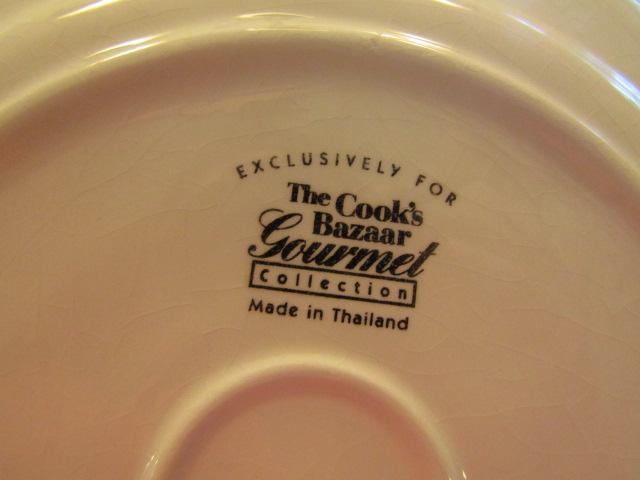 EXCLUSIVELY FOR
The Cook's
Bazaar
Gourmet
Collection
Made in Thailand